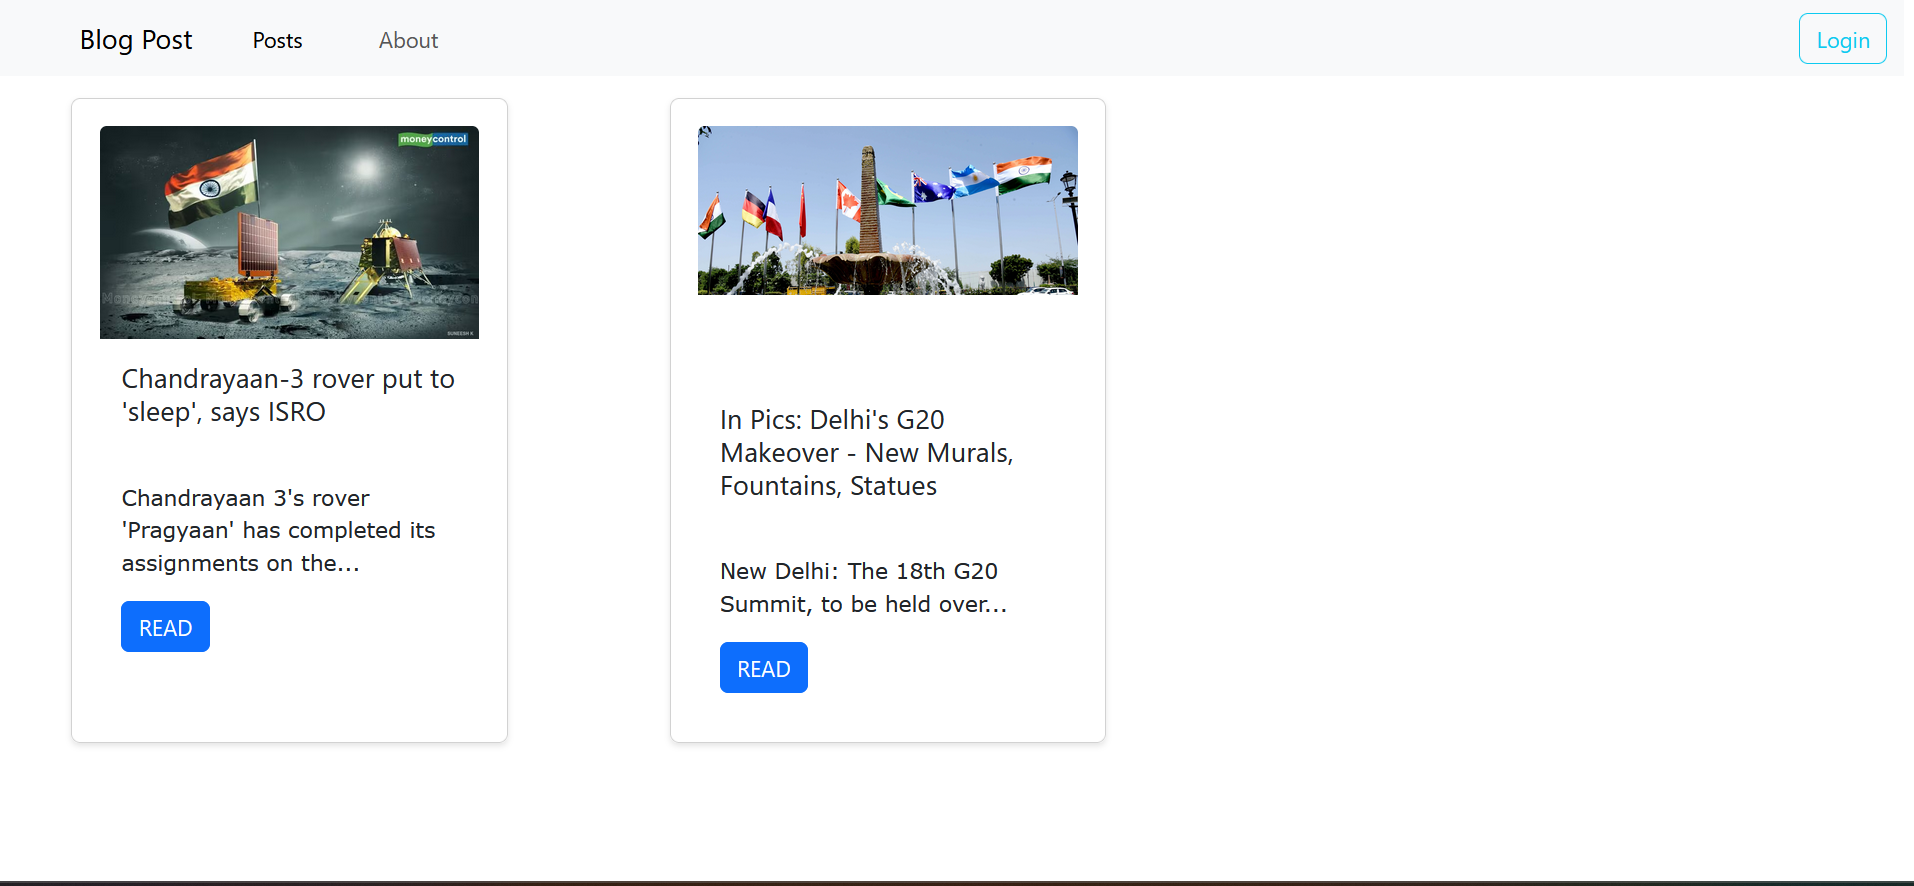 Blog Post
Posts
About
Login
moneycontrol
SUNEESH K.
Chandrayaan-3 rover put to
'sleep', says ISRO
Chandrayaan 3's rover
'Pragyaan' has completed its
assignments on the...
READ
In Pics: Delhi's G20
Makeover - New Murals,
Fountains, Statues
New Delhi: The 18th G20
Summit, to be held over...
READ